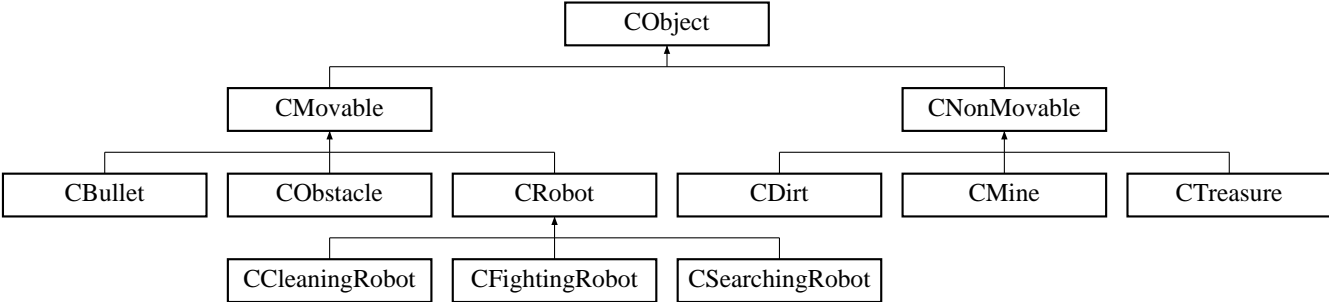 CObject
CMovable
CNonMovable
CBullet
CObstacle
CRobot
CDirt
CMine
CTreasure
CCleaningRobot
CFightingRobot
CSearchingRobot